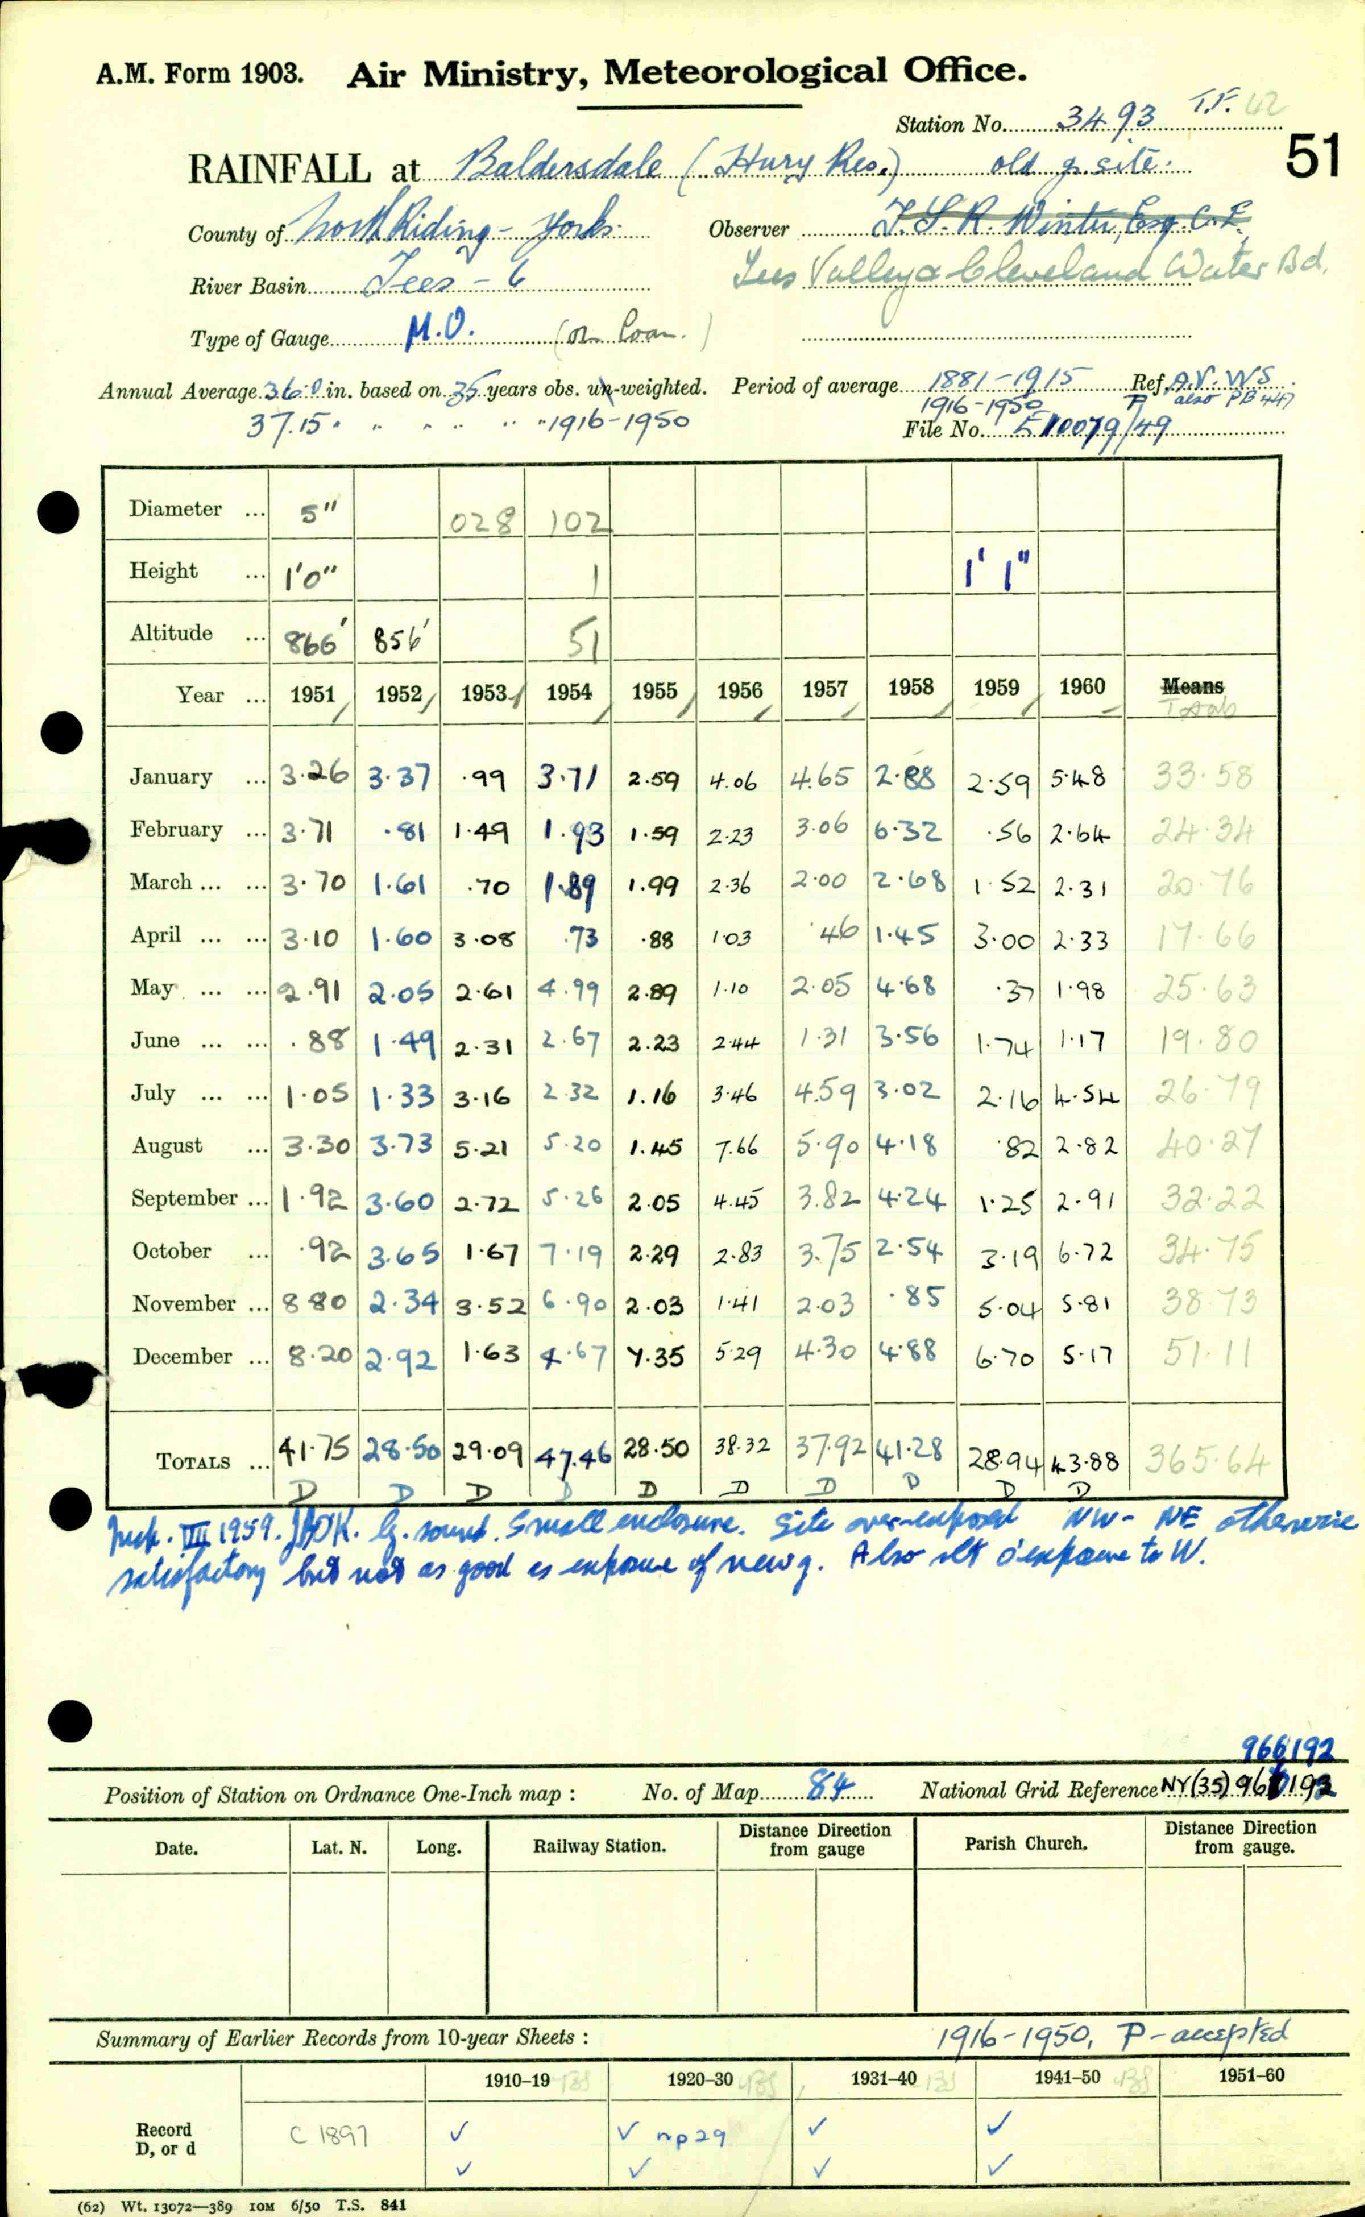 A.M. Form 1903. Air Ministry, Meteorological Office.
Station No. 3493 T.F. 42
51
RAINFALL at Baldersdale (Hury Res.) old g. site.
County of North Riding - Yorks. Observer T.S.R. Winter, Esq. C.E.
River Basin Tees - 6 Tees Valley & Cleveland Water Bd.
Type of Gauge M.O. (on loan.)
Annual Average 36.0 in. based on 35 years obs. un-weighted. Period of average 1881-1915 Ref. A.V. WS
1916-1950 also PB 447
37.15 " " " " " " 1916-1950 File No. E10079/49
Diameter ... 5" 028 102
Height ... 1'0" 1 1' 1"
Altitude ... 866' 856' 51
Year ... 1951 1952 1953 1954 1955 1956 1957 1958 1959 1960 Means
Totals
January ... 3.26 3.37 .99 3.71 2.59 4.06 4.65 2.88 2.59 5.48 33.58
February ... 3.71 .81 1.49 1.93 1.59 2.23 3.06 6.32 .56 2.64 24.34
March ... ... 3.70 1.61 .70 1.89 1.99 2.36 2.00 2.68 1.52 2.31 20.76
April ... ... 3.10 1.60 3.08 .73 .88 1.03 .46 1.45 3.00 2.33 17.66
May ... ... 2.91 2.05 2.61 4.99 2.89 1.10 2.05 4.68 .37 1.98 25.63
June ... ... .88 1.49 2.31 2.67 2.23 2.44 1.31 3.56 1.74 1.17 19.80
July ... ... 1.05 1.33 3.16 2.32 1.16 3.46 4.59 3.02 2.16 4.54 26.79
August ... 3.30 3.73 5.21 5.20 1.45 7.66 5.90 4.18 .82 2.82 40.27
September ... 1.92 3.60 2.72 5.26 2.05 4.45 3.82 4.24 1.25 2.91 32.22
October ... .92 3.65 1.67 7.19 2.29 2.83 3.75 2.54 3.19 6.72 34.75
November ... 8.80 2.34 3.52 6.90 2.03 1.41 2.03 .85 5.04 5.81 38.73
December ... 8.20 2.92 1.63 4.67 7.35 5.29 4.30 4.88 6.70 5.17 51.11
TOTALS ... 41.75 28.50 29.09 47.46 28.50 38.32 37.92 41.28 28.94 43.88 365.64
D D D D D D D D D D
Insp. VIII 1959. G. sound. Small enclosure. Site over-exposed NW - NE otherwise
satisfactory but not as good as exposure of new g. Also slt o'exposure to W.
966192
Position of Station on Ordnance One-Inch map : No. of Map 84 National Grid Reference NY(35) 966192
Date. Lat. N. Long. Railway Station. Distance Direction from gauge Parish Church. Distance Direction from gauge.
Summary of Earlier Records from 10-year Sheets : 1916-1950, P-accepted
1910-19 1920-30 1931-40 1941-50 1951-60
Record C 1897 ✓ ✓ np29 ✓ ✓
D, or d ✓ ✓ ✓ ✓
(62) Wt. 13072—389 10M 6/50 T.S. 841